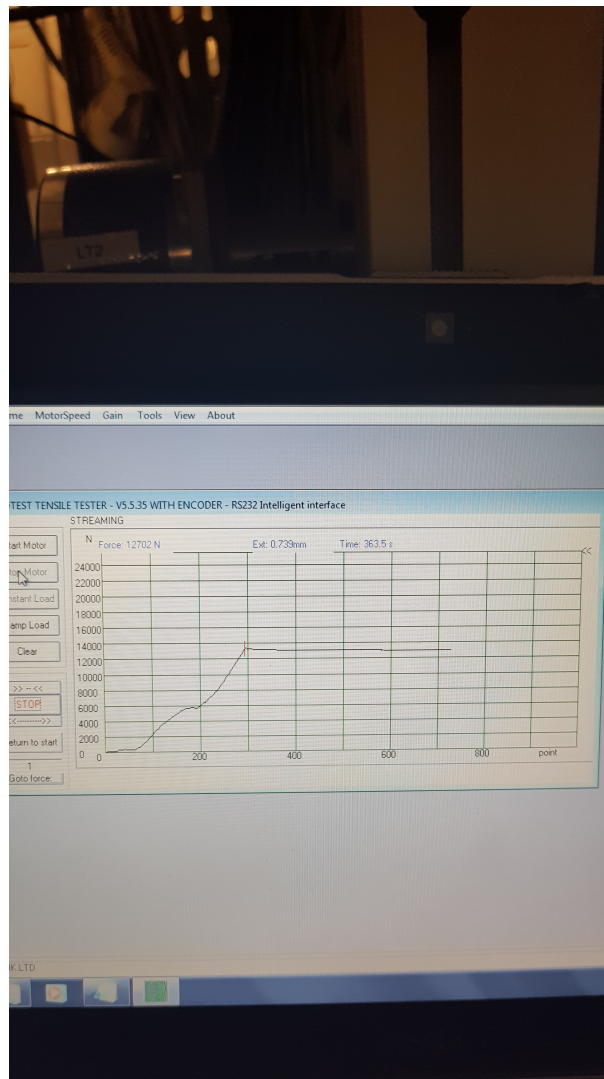 LTD
me MotorSpeed Gain Tools View About
TEST TENSILE TESTER - V5.5.35 WITH ENCODER - RS232 Intelligent interface
STREAMING
tart Motor
top Motor
nstant Load
amp Load
Clear
>> -- <<
STOP
<<--------->>
eturn to start
1
Goto force:
N Force: 12702 N Ext: 0.739mm Time: 363.5 s
<<
24000
22000
20000
18000
16000
14000
12000
10000
8000
6000
4000
2000
0
0 200 400 600 800 point
K LTD